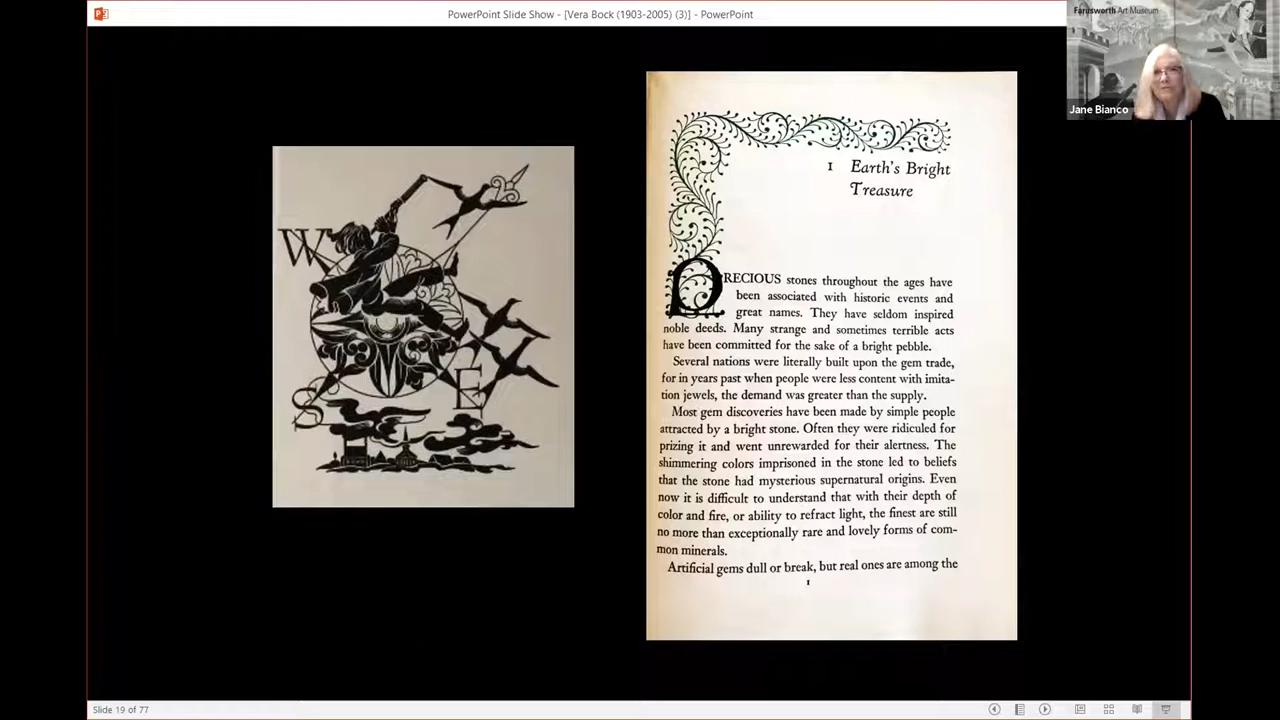 PowerPoint Slide Show - [Vera Bock (1903-2005) (3)] - PowerPoint
Farnsworth Art Museum
Jane Bianco
W
S
E
1 Earth's Bright
Treasure
PRECIOUS stones throughout the ages have
been associated with historic events and
great names. They have seldom inspired
noble deeds. Many strange and sometimes terrible acts
have been committed for the sake of a bright pebble.
Several nations were literally built upon the gem trade,
for in years past when people were less content with imita-
tion jewels, the demand was greater than the supply.
Most gem discoveries have been made by simple people
attracted by a bright stone. Often they were ridiculed for
prizing it and went unrewarded for their alertness. The
shimmering colors imprisoned in the stone led to beliefs
that the stone had mysterious supernatural origins. Even
now it is difficult to understand that with their depth of
color and fire, or ability to refract light, the finest are still
no more than exceptionally rare and lovely forms of com-
mon minerals.
Artificial gems dull or break, but real ones are among the
1
Slide 19 of 77